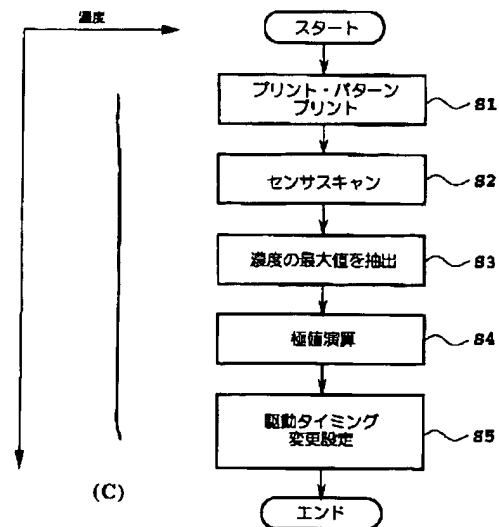 濃度
スタート
プリント・パターン
プリント
S1
センサスキャン
S2
濃度の最大値を抽出
S3
極値演算
S4
駆動タイミング
変更設定
S5
(C)
エンド